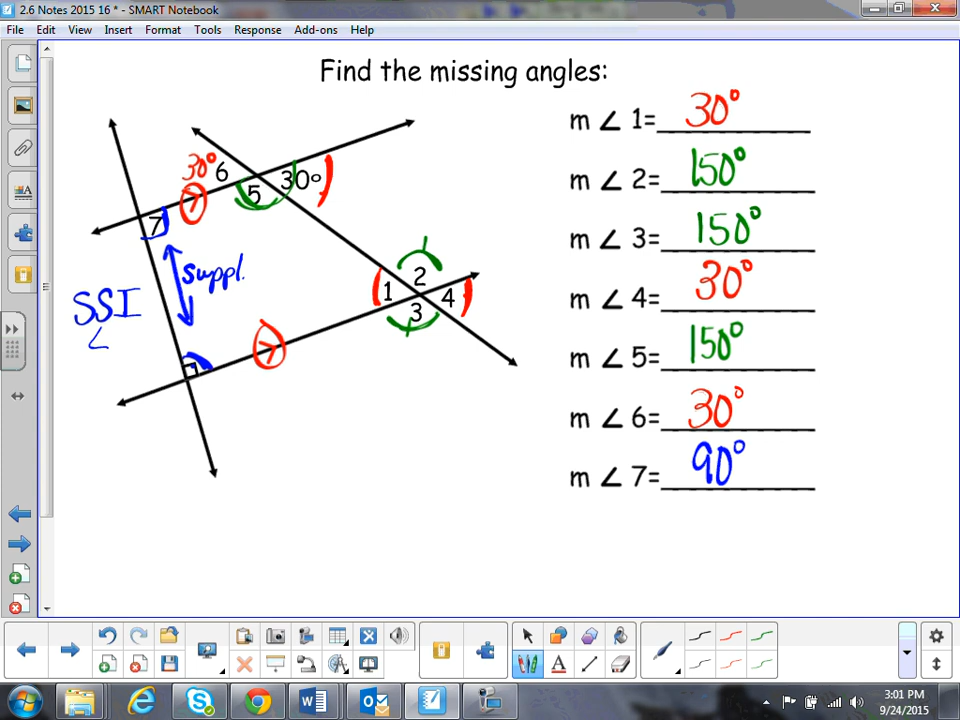 2.6 Notes 2015 16 * - SMART Notebook
File Edit View Insert Format Tools Response Add-ons Help
Find the missing angles:
m ∠ 1= 30°
m ∠ 2= 150°
m ∠ 3= 150°
m ∠ 4= 30°
m ∠ 5= 150°
m ∠ 6= 30°
m ∠ 7= 90°
30° 6 5 30°
7
suppl.
SSI
∠
2
1 4
3
3:01 PM
9/24/2015